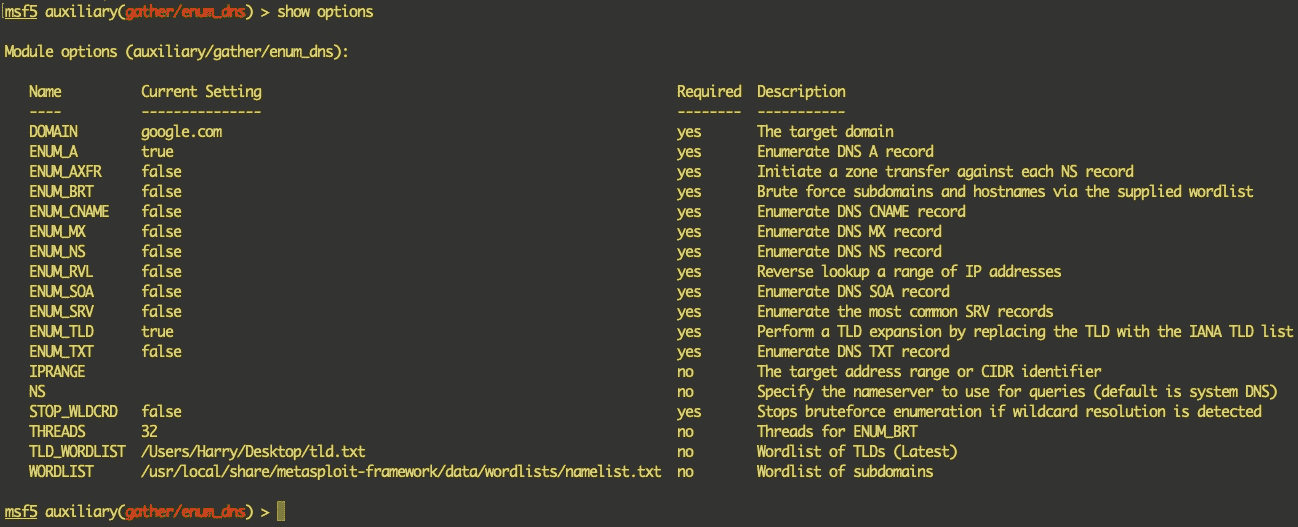 msf5 auxiliary(gather/enum_dns) > show options
Module options (auxiliary/gather/enum_dns):
Name Current Setting Required Description
---- --------------- -------- -----------
DOMAIN google.com yes The target domain
ENUM_A true yes Enumerate DNS A record
ENUM_AXFR false yes Initiate a zone transfer against each NS record
ENUM_BRT false yes Brute force subdomains and hostnames via the supplied wordlist
ENUM_CNAME false yes Enumerate DNS CNAME record
ENUM_MX false yes Enumerate DNS MX record
ENUM_NS false yes Enumerate DNS NS record
ENUM_RVL false yes Reverse lookup a range of IP addresses
ENUM_SOA false yes Enumerate DNS SOA record
ENUM_SRV false yes Enumerate the most common SRV records
ENUM_TLD true yes Perform a TLD expansion by replacing the TLD with the IANA TLD list
ENUM_TXT false yes Enumerate DNS TXT record
IPRANGE no The target address range or CIDR identifier
NS no Specify the nameserver to use for queries (default is system DNS)
STOP_WLDCRD false yes Stops bruteforce enumeration if wildcard resolution is detected
THREADS 32 no Threads for ENUM_BRT
TLD_WORDLIST /Users/Harry/Desktop/tld.txt no Wordlist of TLDs (Latest)
WORDLIST /usr/local/share/metasploit-framework/data/wordlists/namelist.txt no Wordlist of subdomains
msf5 auxiliary(gather/enum_dns) >